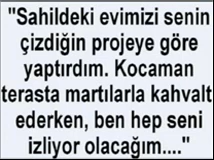 "Sahildeki evimizi senin
çizdiğin projeye göre
yaptırdım. Kocaman
terasta martılarla kahvalt
ederken, ben hep seni
izliyor olacağım...."